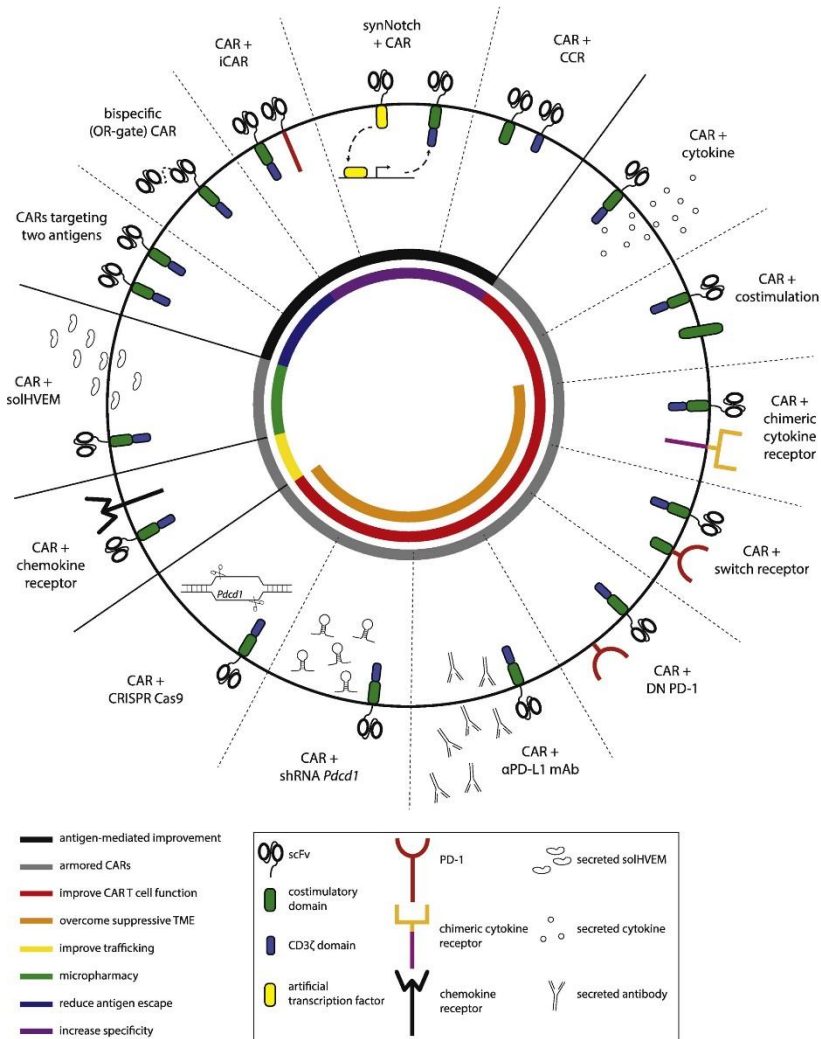 synNotch
+ CAR
CAR +
CCR
CAR +
iCAR
CAR +
cytokine
bispecific
(OR-gate) CAR
CARs targeting
two antigens
CAR +
costimulation
CAR +
solHVEM
CAR +
chimeric
cytokine
receptor
CAR +
chemokine
receptor
CAR +
switch receptor
Pdcd1
CAR +
CRISPR Cas9
CAR +
DN PD-1
CAR +
shRNA Pdcd1
CAR +
αPD-L1 mAb
antigen-mediated improvement
armored CARs
improve CAR T cell function
overcome suppressive TME
improve trafficking
micropharmacy
reduce antigen escape
increase specificity
scFv
costimulatory
domain
CD3ζ domain
artificial
transcription factor
PD-1
chimeric cytokine
receptor
chemokine
receptor
secreted solHVEM
secreted cytokine
secreted antibody